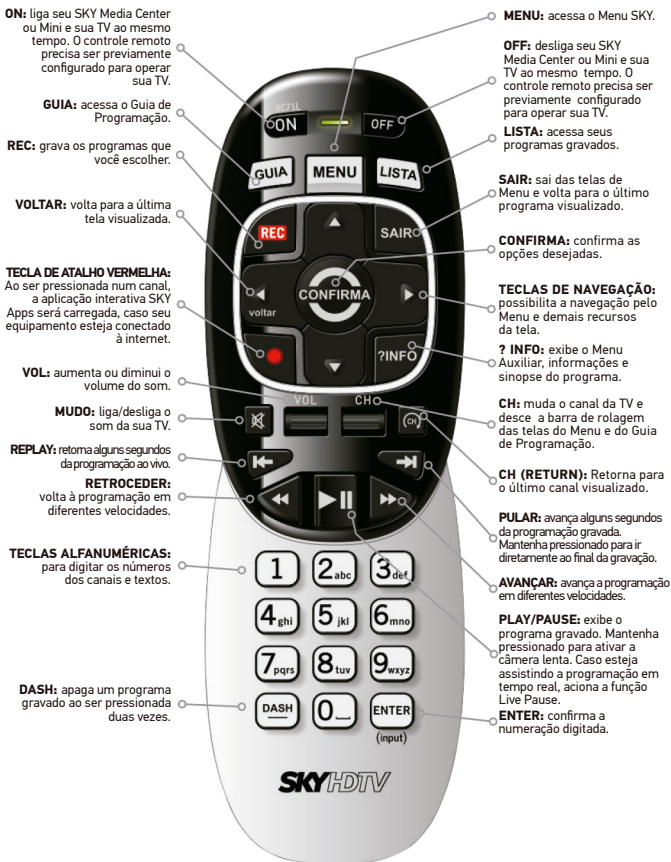 ON: liga seu SKY Media Center
ou Mini e sua TV ao mesmo
tempo. O controle remoto
precisa ser previamente
configurado para operar
sua TV.
GUIA: acessa o Guia de
Programação.
REC: grava os programas que
você escolher.
VOLTAR: volta para a última
tela visualizada.
TECLA DE ATALHO VERMELHA:
Ao ser pressionada num canal,
a aplicação interativa SKY
Apps será carregada, caso seu
equipamento esteja conectado
à internet.
VOL: aumenta ou diminui o
volume do som.
MUDO: liga/desliga o
som da sua TV.
REPLAY: retorna alguns segundos
da programação ao vivo.
RETROCEDER:
volta à programação em
diferentes velocidades.
TECLAS ALFANUMÉRICAS:
para digitar os números
dos canais e textos.
DASH: apaga um programa
gravado ao ser pressionada
duas vezes.
RC71L
ON
OFF
GUIA
MENU
LISTA
REC
SAIR
CONFIRMA
voltar
?INFO
VOL
CH
CH
1
2abc
3def
4ghi
5jkl
6mno
7pqrs
8tuv
9wxyz
DASH
0
ENTER
(input)
SKY HDTV
MENU: acessa o Menu SKY.
OFF: desliga seu SKY
Media Center ou Mini e sua
TV ao mesmo tempo. O
controle remoto precisa ser
previamente configurado
para operar sua TV.
LISTA: acessa seus
programas gravados.
SAIR: sai das telas de
Menu e volta para o último
programa visualizado.
CONFIRMA: confirma as
opções desejadas.
TECLAS DE NAVEGAÇÃO:
possibilita a navegação pelo
Menu e demais recursos
da tela.
? INFO: exibe o Menu
Auxiliar, informações e
sinopse do programa.
CH: muda o canal da TV e
desce a barra de rolagem
das telas do Menu e do Guia
de Programação.
CH (RETURN): Retorna para
o último canal visualizado.
PULAR: avança alguns segundos
da programação gravada.
Mantenha pressionado para ir
diretamente ao final da gravação.
AVANÇAR: avança a programação
em diferentes velocidades.
PLAY/PAUSE: exibe o
programa gravado. Mantenha
pressionado para ativar a
câmera lenta. Caso esteja
assistindo a programação em
tempo real, aciona a função
Live Pause.
ENTER: confirma a
numeração digitada.